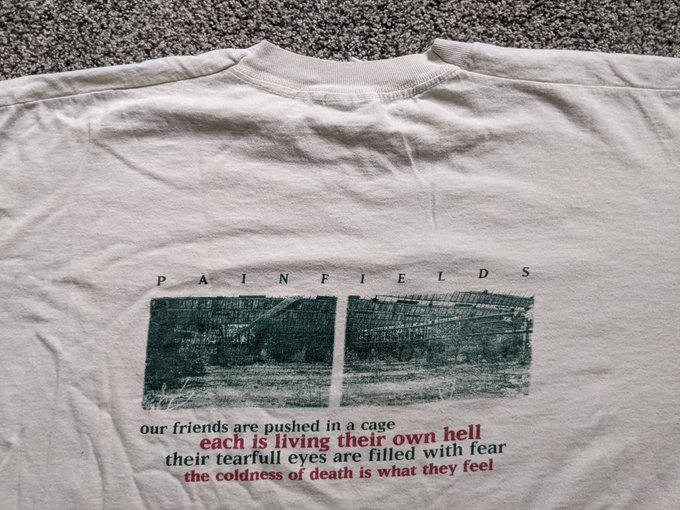 PAINFIELDS
our friends are pushed in a cage
each is living their own hell
their tearfull eyes are filled with fear
the coldness of death is what they feel